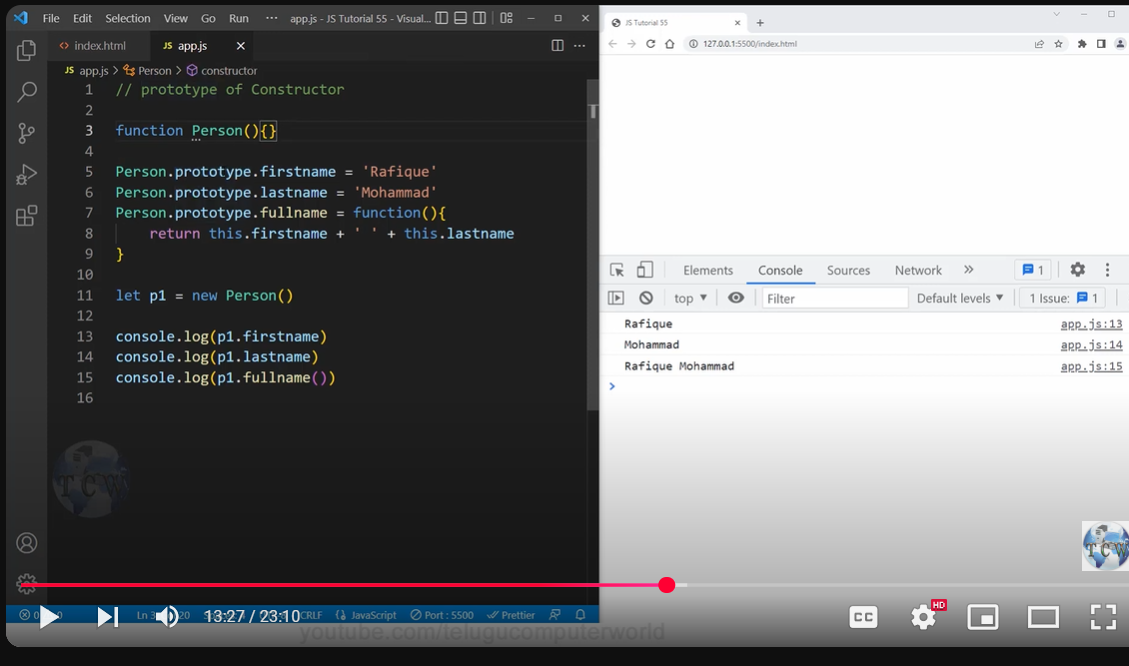 File Edit Selection View Go Run ··· app.js - JS Tutorial 55 - Visual...
index.html JS app.js
JS app.js > Person > constructor
1 // prototype of Constructor
2
3 function Person(){}
4
5 Person.prototype.firstname = 'Rafique'
6 Person.prototype.lastname = 'Mohammad'
7 Person.prototype.fullname = function(){
8 return this.firstname + ' ' + this.lastname
9 }
10
11 let p1 = new Person()
12
13 console.log(p1.firstname)
14 console.log(p1.lastname)
15 console.log(p1.fullname())
16
TCW
JS Tutorial 55
127.0.0.1:5500/index.html
Elements Console Sources Network » 1
top Filter Default levels 1 Issue: 1
Rafique app.js:13
Mohammad app.js:14
Rafique Mohammad app.js:15
TCW
CRLF JavaScript Port : 5500 Prettier
13:27 / 23:10 CC HD
youtube.com/telugucomputerworld